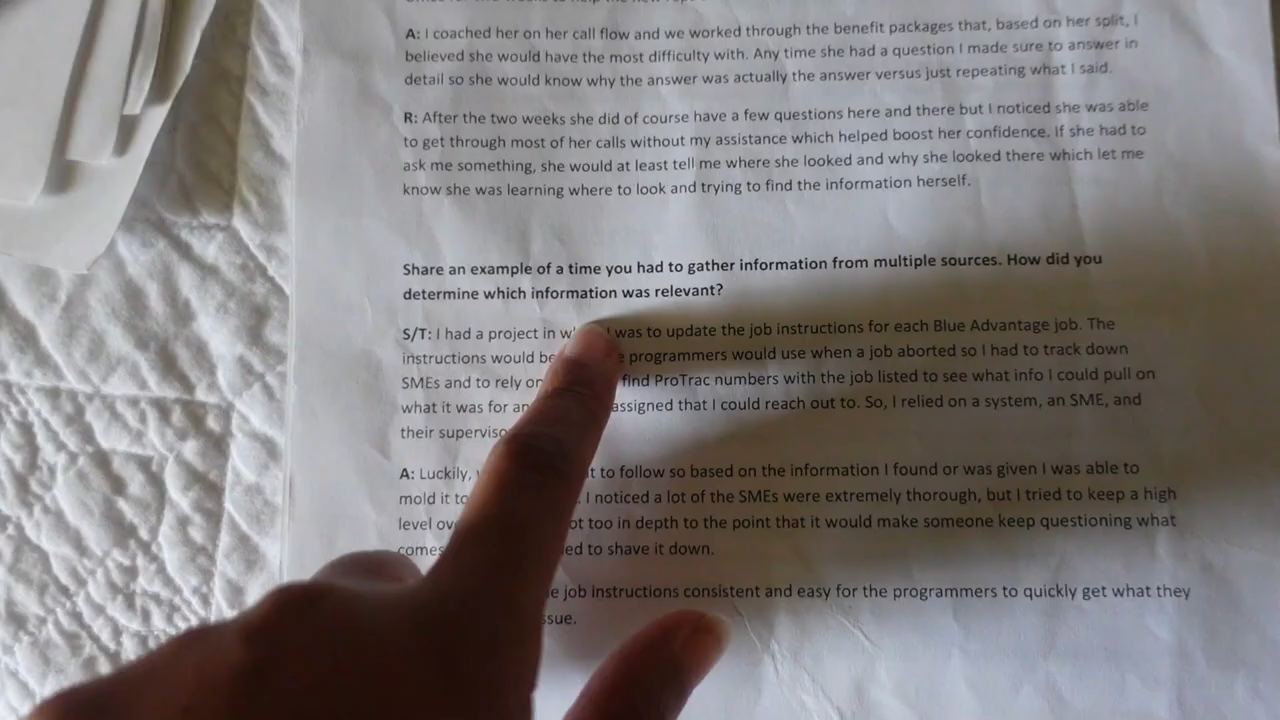 A: I coached her on her call flow and we worked through the benefit packages that, based on her split, I
believed she would have the most difficulty with. Any time she had a question I made sure to answer in
detail so she would know why the answer was actually the answer versus just repeating what I said.
R: After the two weeks she did of course have a few questions here and there but I noticed she was able
to get through most of her calls without my assistance which helped boost her confidence. If she had to
ask me something, she would at least tell me where she looked and why she looked there which let me
know she was learning where to look and trying to find the information herself.
Share an example of a time you had to gather information from multiple sources. How did you
determine which information was relevant?
S/T: I had a project in I was to update the job instructions for each Blue Advantage job. The
instructions would be programmers would use when a job aborted so I had to track down
SMEs and to rely on find ProTrac numbers with the job listed to see what info I could pull on
what it was for assigned that I could reach out to. So, I relied on a system, an SME, and
their
A: Luckily, to follow so based on the information I found or was given I was able to
mold it to I noticed a lot of the SMEs were extremely thorough, but I tried to keep a high
level too in depth to the point that it would make someone keep questioning what
comes to shave it down.
job instructions consistent and easy for the programmers to quickly get what they